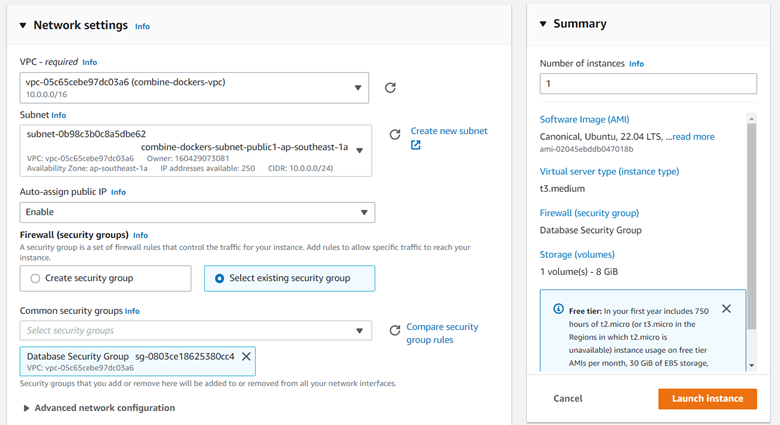 Network settings Info
VPC - required Info
vpc-05c65cebe97dc03a6 (combine-dockers-vpc)
10.0.0.0/16
Subnet Info
subnet-0b98c3b0c8a5dbe62
combine-dockers-subnet-public1-ap-southeast-1a
VPC: vpc-05c65cebe97dc03a6 Owner: 160429073081
Availability Zone: ap-southeast-1a IP addresses available: 250 CIDR: 10.0.0.0/24)
Create new subnet
Auto-assign public IP Info
Enable
Firewall (security groups) Info
A security group is a set of firewall rules that control the traffic for your instance. Add rules to allow specific traffic to reach your
instance.
Create security group
Select existing security group
Common security groups Info
Select security groups
Compare security
group rules
Database Security Group sg-0803ce18625380cc4
VPC: vpc-05c65cebe97dc03a6
Security groups that you add or remove here will be added to or removed from all your network interfaces.
Advanced network configuration
Summary
Number of instances Info
1
Software Image (AMI)
Canonical, Ubuntu, 22.04 LTS, ...read more
ami-02045ebddb047018b
Virtual server type (instance type)
t3.medium
Firewall (security group)
Database Security Group
Storage (volumes)
1 volume(s) - 8 GiB
Free tier: In your first year includes 750
hours of t2.micro (or t3.micro in the
Regions in which t2.micro is
unavailable) instance usage on free tier
AMIs per month, 30 GiB of EBS storage,
Cancel
Launch instance